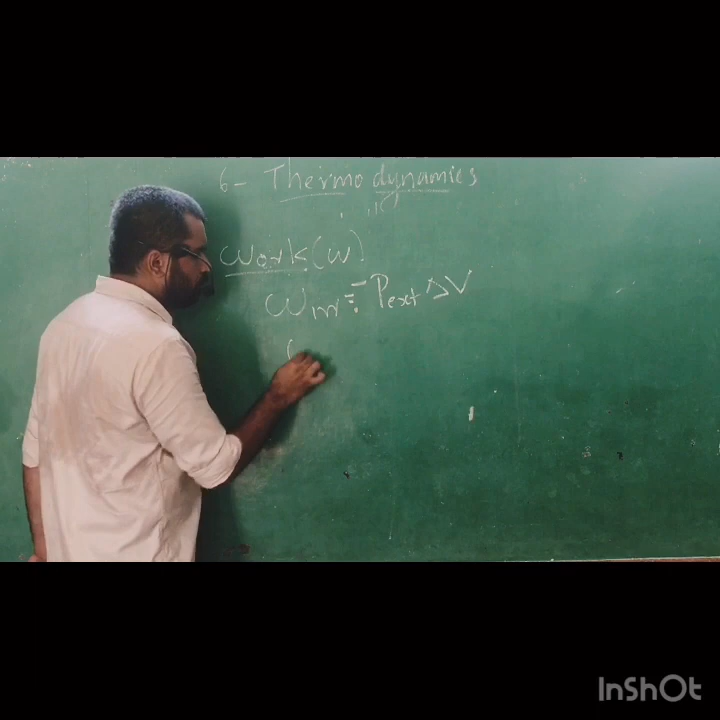 6- Thermodynamics
Work (w)
Wirr = - Pext ΔV
InShOt